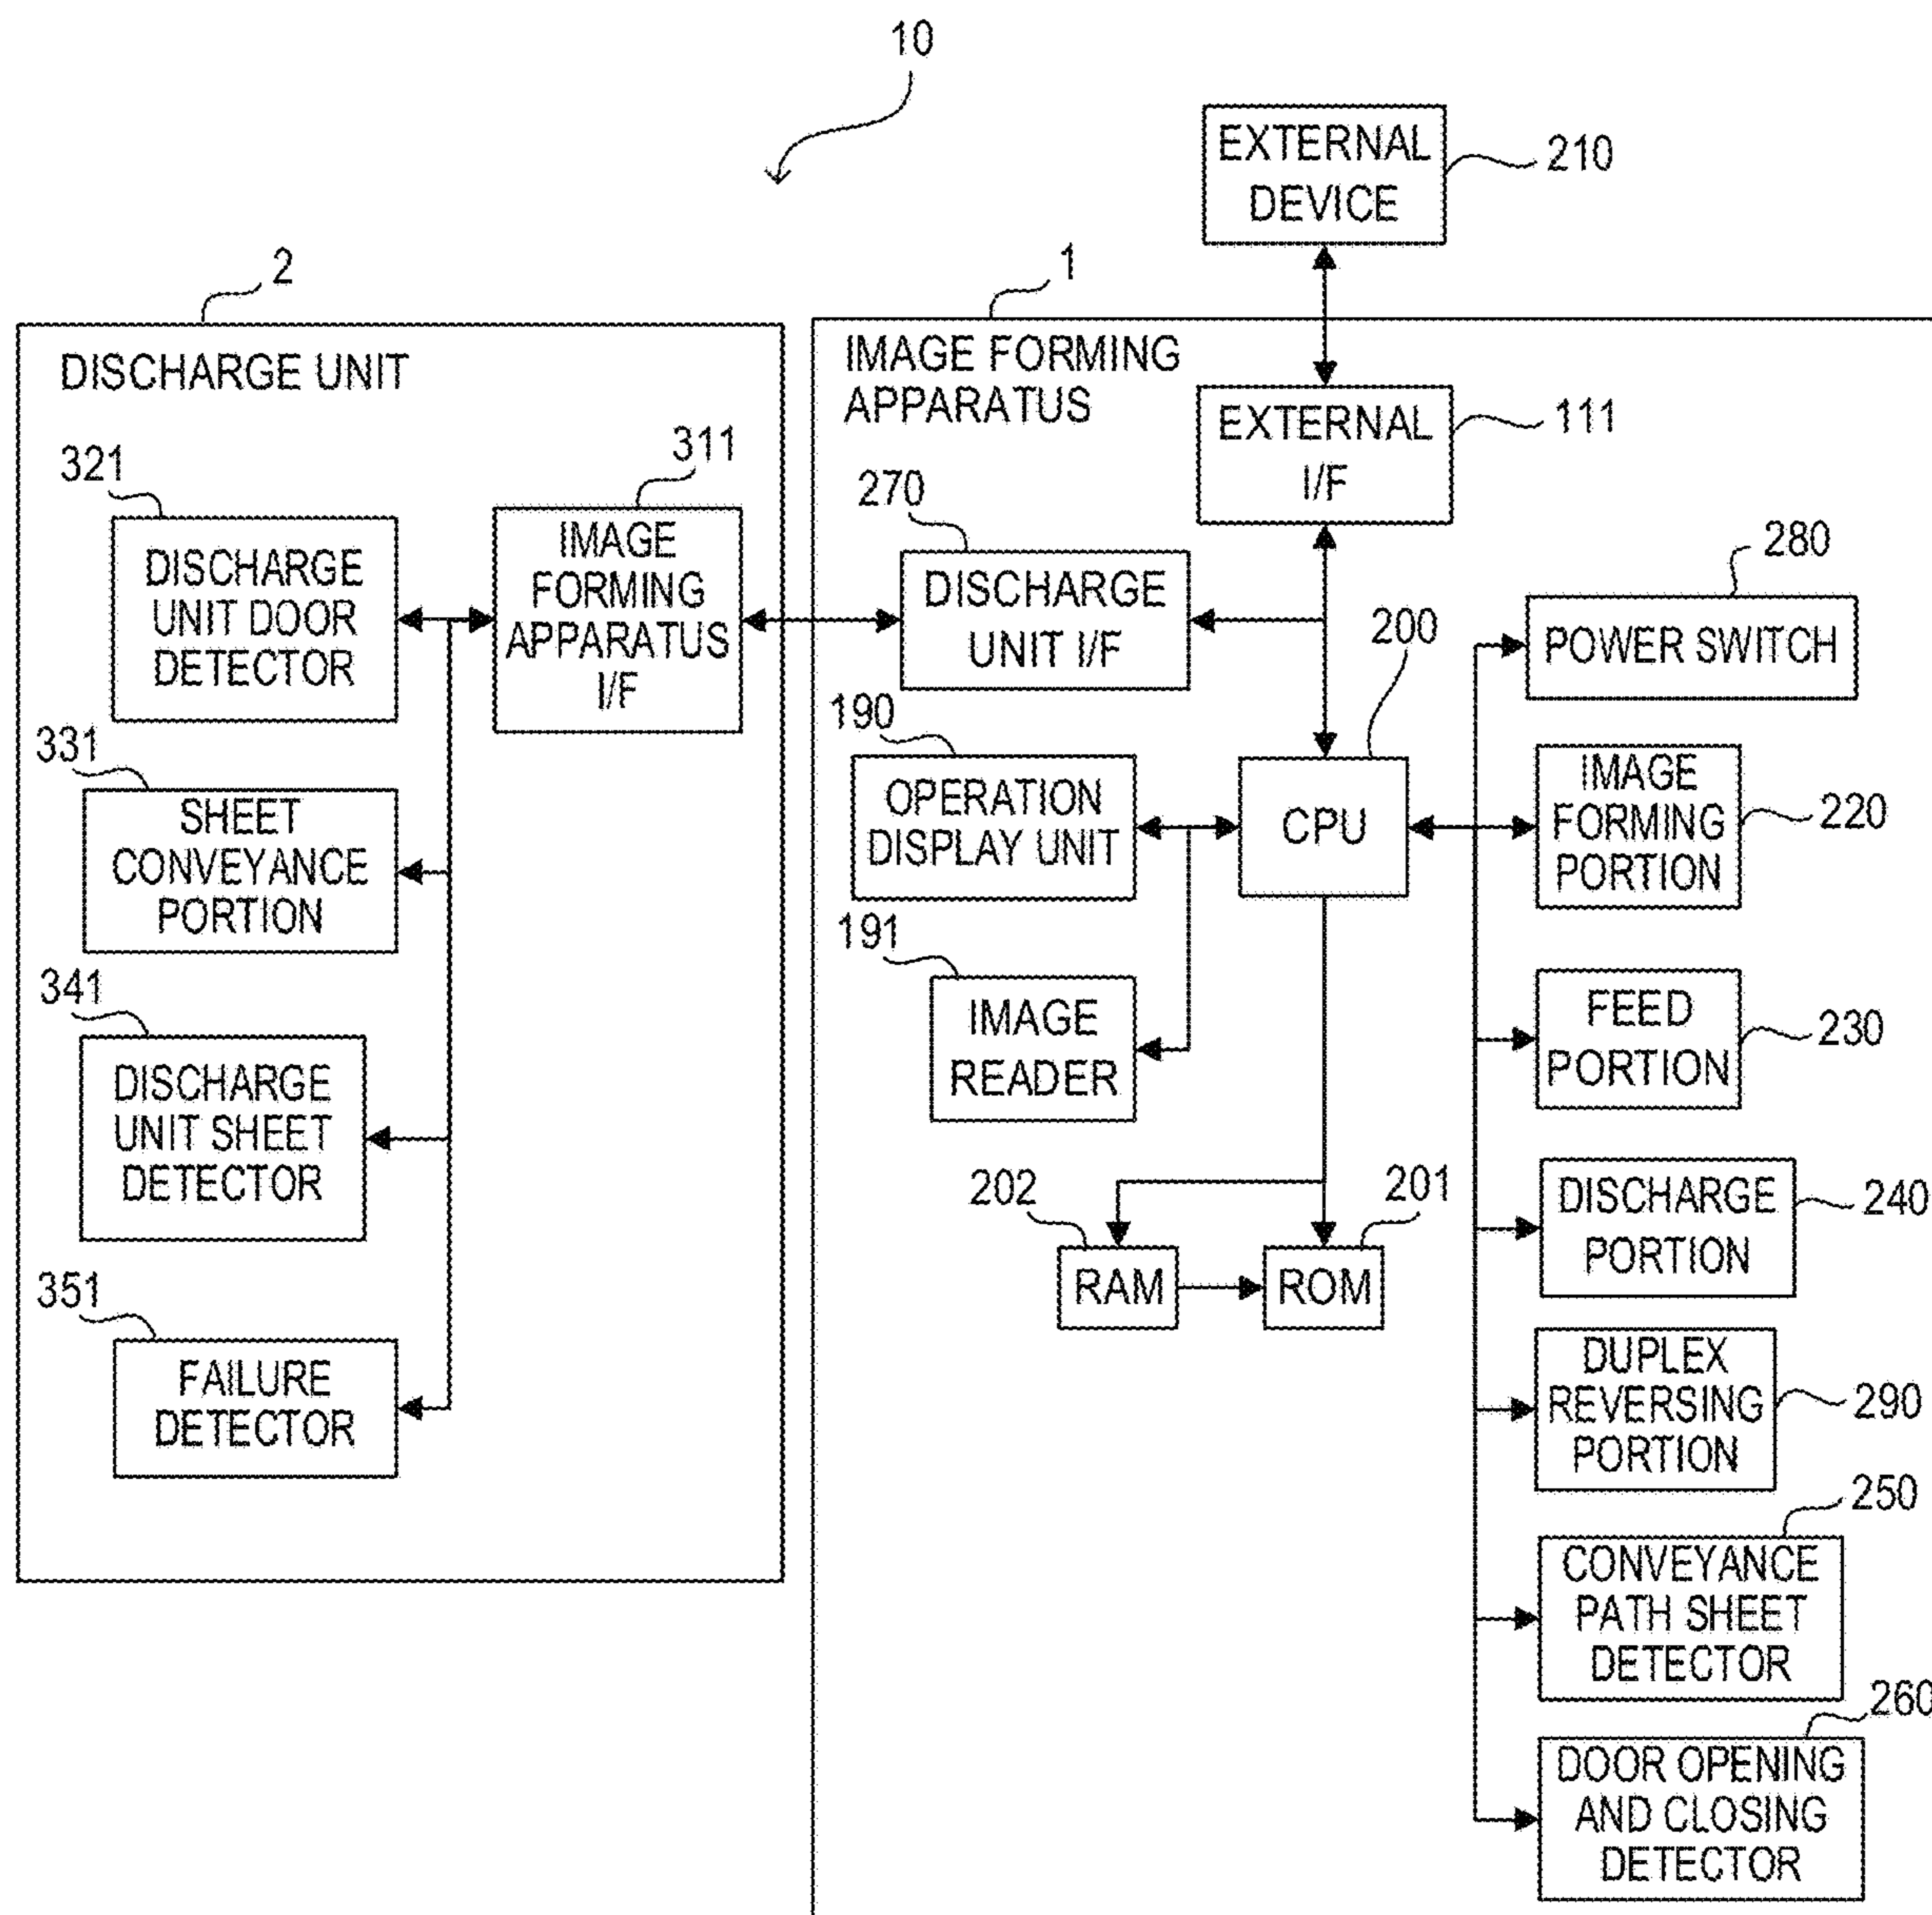 10
EXTERNAL
DEVICE
210
2
1
DISCHARGE UNIT
IMAGE FORMING
APPARATUS
EXTERNAL
I/F
111
321
311
270
DISCHARGE
UNIT DOOR
DETECTOR
IMAGE
FORMING
APPARATUS
I/F
DISCHARGE
UNIT I/F
280
POWER SWITCH
200
331
190
SHEET
CONVEYANCE
PORTION
OPERATION
DISPLAY UNIT
CPU
IMAGE
FORMING
PORTION
220
341
191
DISCHARGE
UNIT SHEET
DETECTOR
IMAGE
READER
FEED
PORTION
230
202
201
RAM
ROM
DISCHARGE
PORTION
240
351
FAILURE
DETECTOR
DUPLEX
REVERSING
PORTION
290
250
CONVEYANCE
PATH SHEET
DETECTOR
260
DOOR OPENING
AND CLOSING
DETECTOR